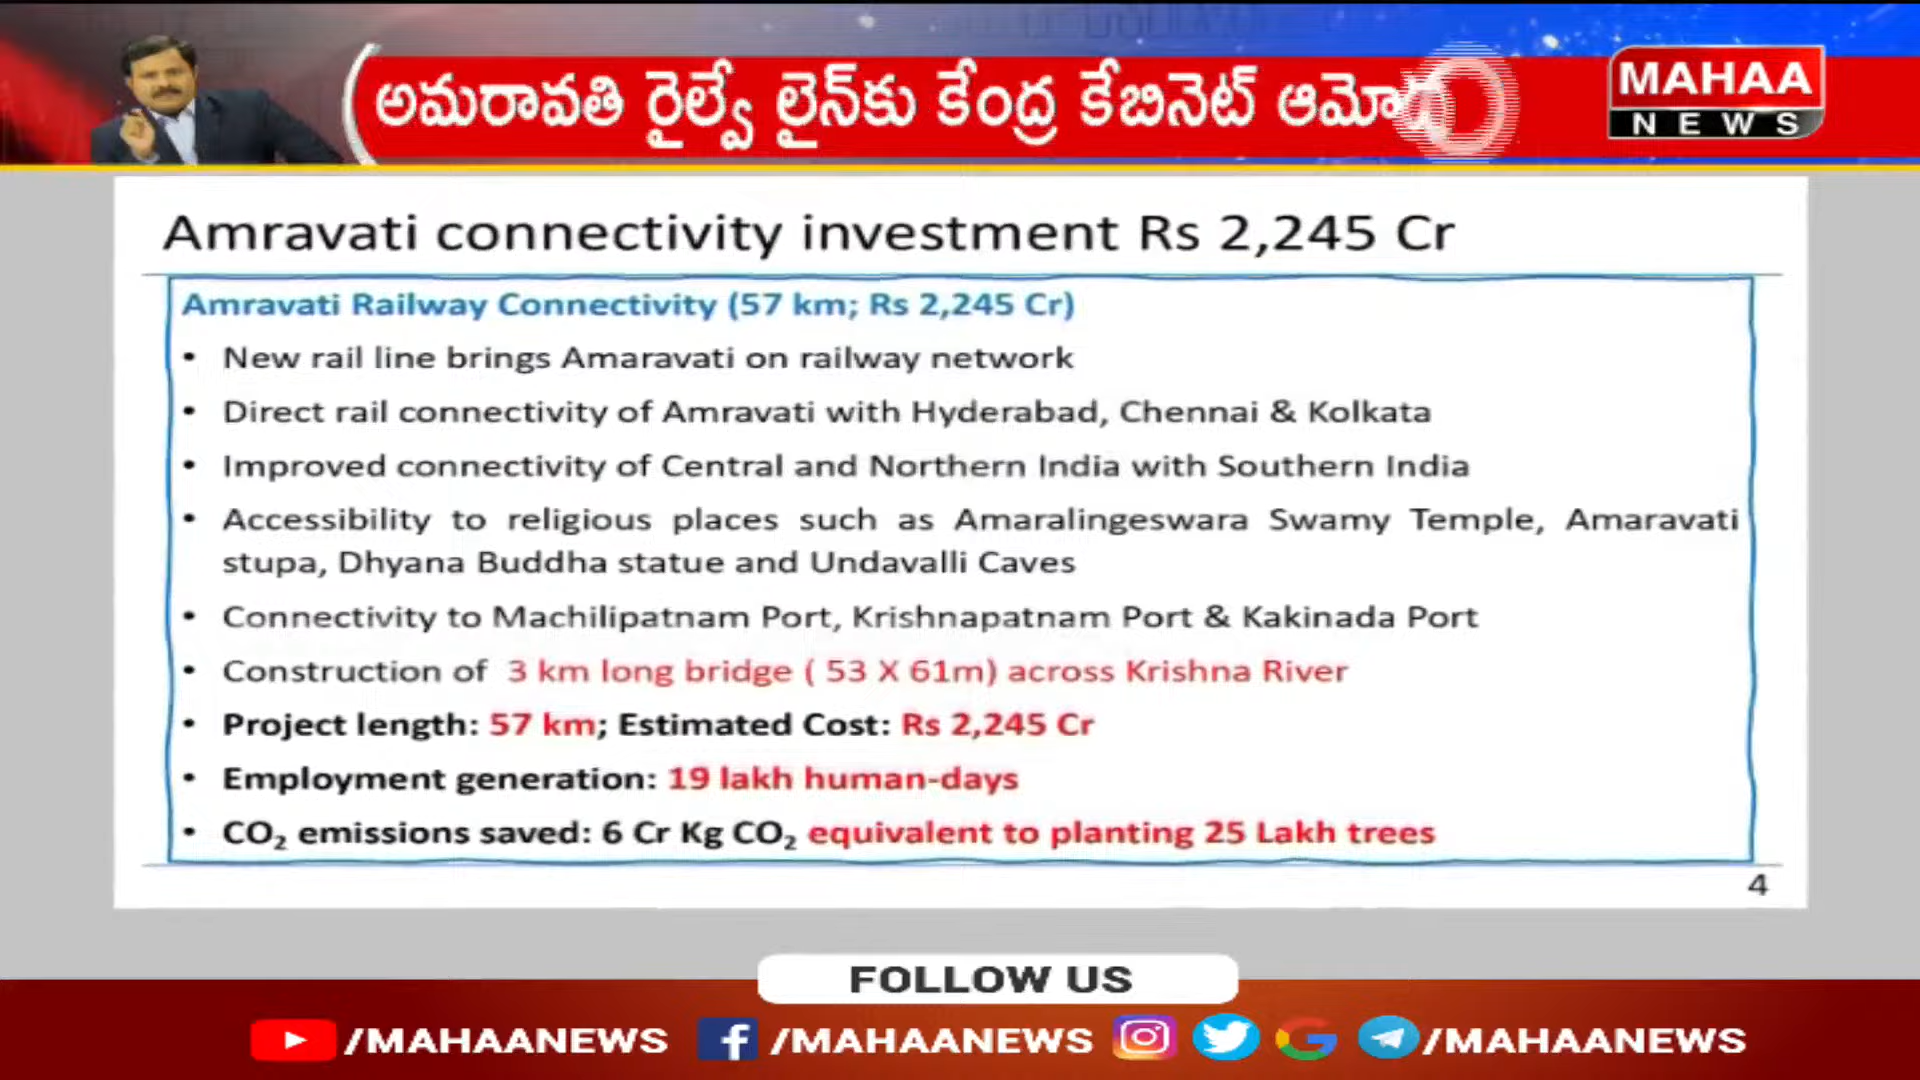 అమరావతి రైల్వే లైన్‌కు కేంద్ర కేబినెట్
MAHAA
NEWS
Amravati connectivity investment Rs 2,245 Cr
Amravati Railway Connectivity (57 km; Rs 2,245 Cr)
• New rail line brings Amaravati on railway network
• Direct rail connectivity of Amravati with Hyderabad, Chennai & Kolkata
• Improved connectivity of Central and Northern India with Southern India
• Accessibility to religious places such as Amaralingeswara Swamy Temple, Amaravati
stupa, Dhyana Buddha statue and Undavalli Caves
• Connectivity to Machilipatnam Port, Krishnapatnam Port & Kakinada Port
• Construction of 3 km long bridge ( 53 X 61m) across Krishna River
• Project length: 57 km; Estimated Cost: Rs 2,245 Cr
• Employment generation: 19 lakh human-days
• CO₂ emissions saved: 6 Cr Kg CO₂ equivalent to planting 25 Lakh trees
4
FOLLOW US
/MAHAANEWS /MAHAANEWS /MAHAANEWS